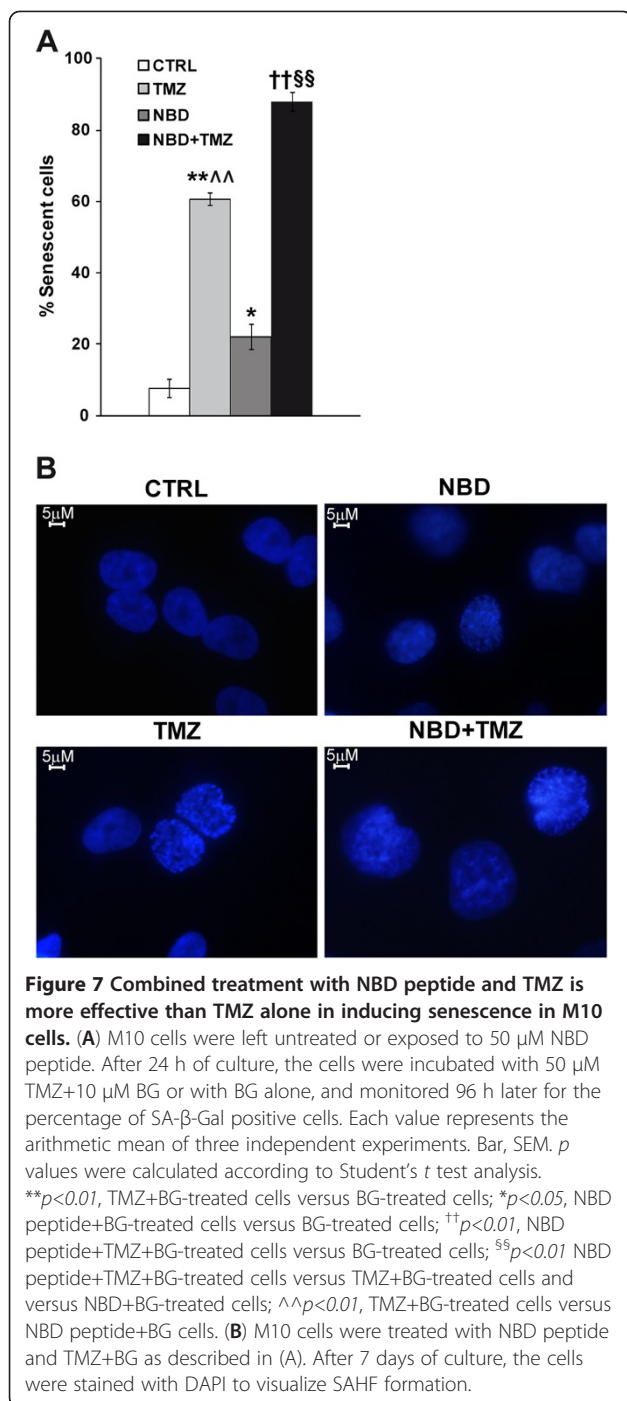 A
100
80
60
40
20
0
% Senescent cells
CTRL
TMZ
NBD
NBD+TMZ
**^^
*
††§§
B
CTRL
NBD
5μM
5μM
TMZ
NBD+TMZ
5μM
5μM
Figure 7 Combined treatment with NBD peptide and TMZ is
more effective than TMZ alone in inducing senescence in M10
cells. (A) M10 cells were left untreated or exposed to 50 μM NBD
peptide. After 24 h of culture, the cells were incubated with 50 μM
TMZ+10 μM BG or with BG alone, and monitored 96 h later for the
percentage of SA-β-Gal positive cells. Each value represents the
arithmetic mean of three independent experiments. Bar, SEM. p
values were calculated according to Student's t test analysis.
**p<0.01, TMZ+BG-treated cells versus BG-treated cells; *p<0.05, NBD
peptide+BG-treated cells versus BG-treated cells; ††p<0.01, NBD
peptide+TMZ+BG-treated cells versus BG-treated cells; §§p<0.01 NBD
peptide+TMZ+BG-treated cells versus TMZ+BG-treated cells and
versus NBD+BG-treated cells; ^^p<0.01, TMZ+BG-treated cells versus
NBD peptide+BG cells. (B) M10 cells were treated with NBD peptide
and TMZ+BG as described in (A). After 7 days of culture, the cells
were stained with DAPI to visualize SAHF formation.